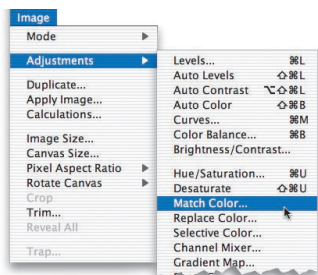 Image
Mode
Adjustments
Duplicate...
Apply Image...
Calculations...
Image Size...
Canvas Size...
Pixel Aspect Ratio
Rotate Canvas
Crop
Trim...
Reveal All
Trap...
Levels... ⌘L
Auto Levels ⇧⌘L
Auto Contrast ⌥⇧⌘L
Auto Color ⇧⌘B
Curves... ⌘M
Color Balance... ⌘B
Brightness/Contrast...
Hue/Saturation... ⌘U
Desaturate ⇧⌘U
Match Color...
Replace Color...
Selective Color...
Channel Mixer...
Gradient Map...